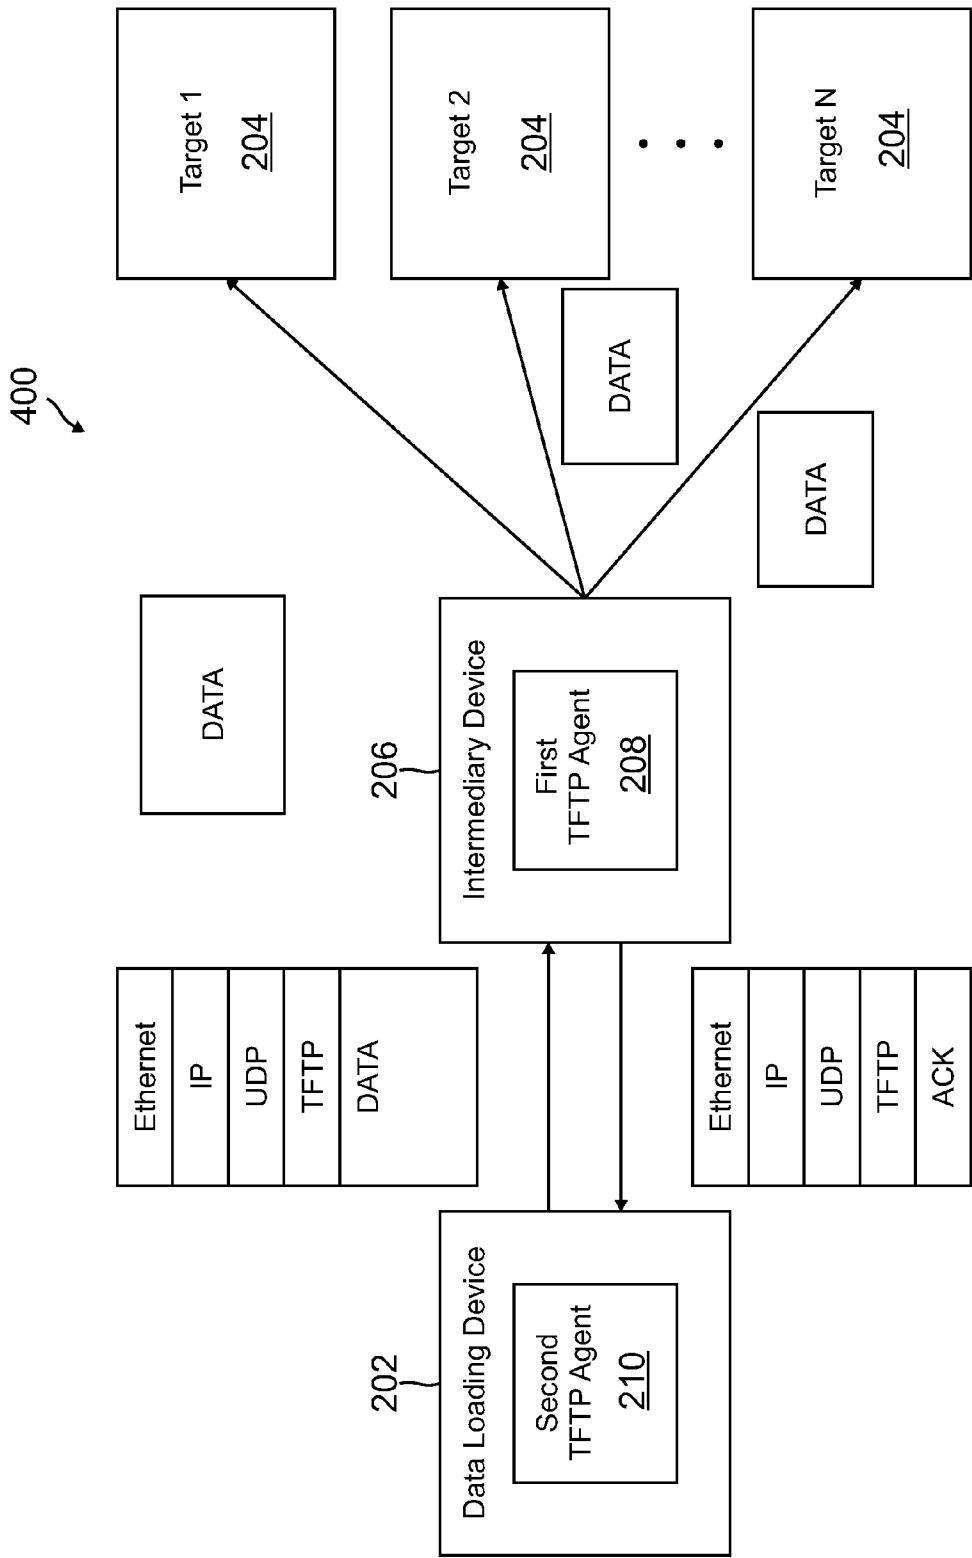 400
202
Data Loading Device
Second
TFTP Agent
210
Ethernet
IP
UDP
TFTP
DATA
Ethernet
IP
UDP
TFTP
ACK
206
Intermediary Device
First
TFTP Agent
208
DATA
DATA
DATA
Target 1
204
Target 2
204
Target N
204